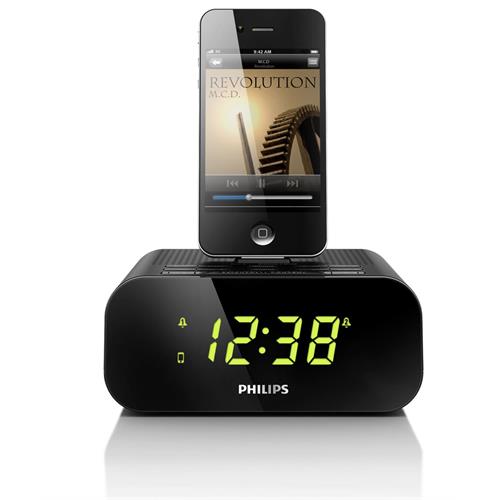 9:42 AM
M.C.D
Revolution
REVOLUTION
M.C.D.
12:38
PHILIPS